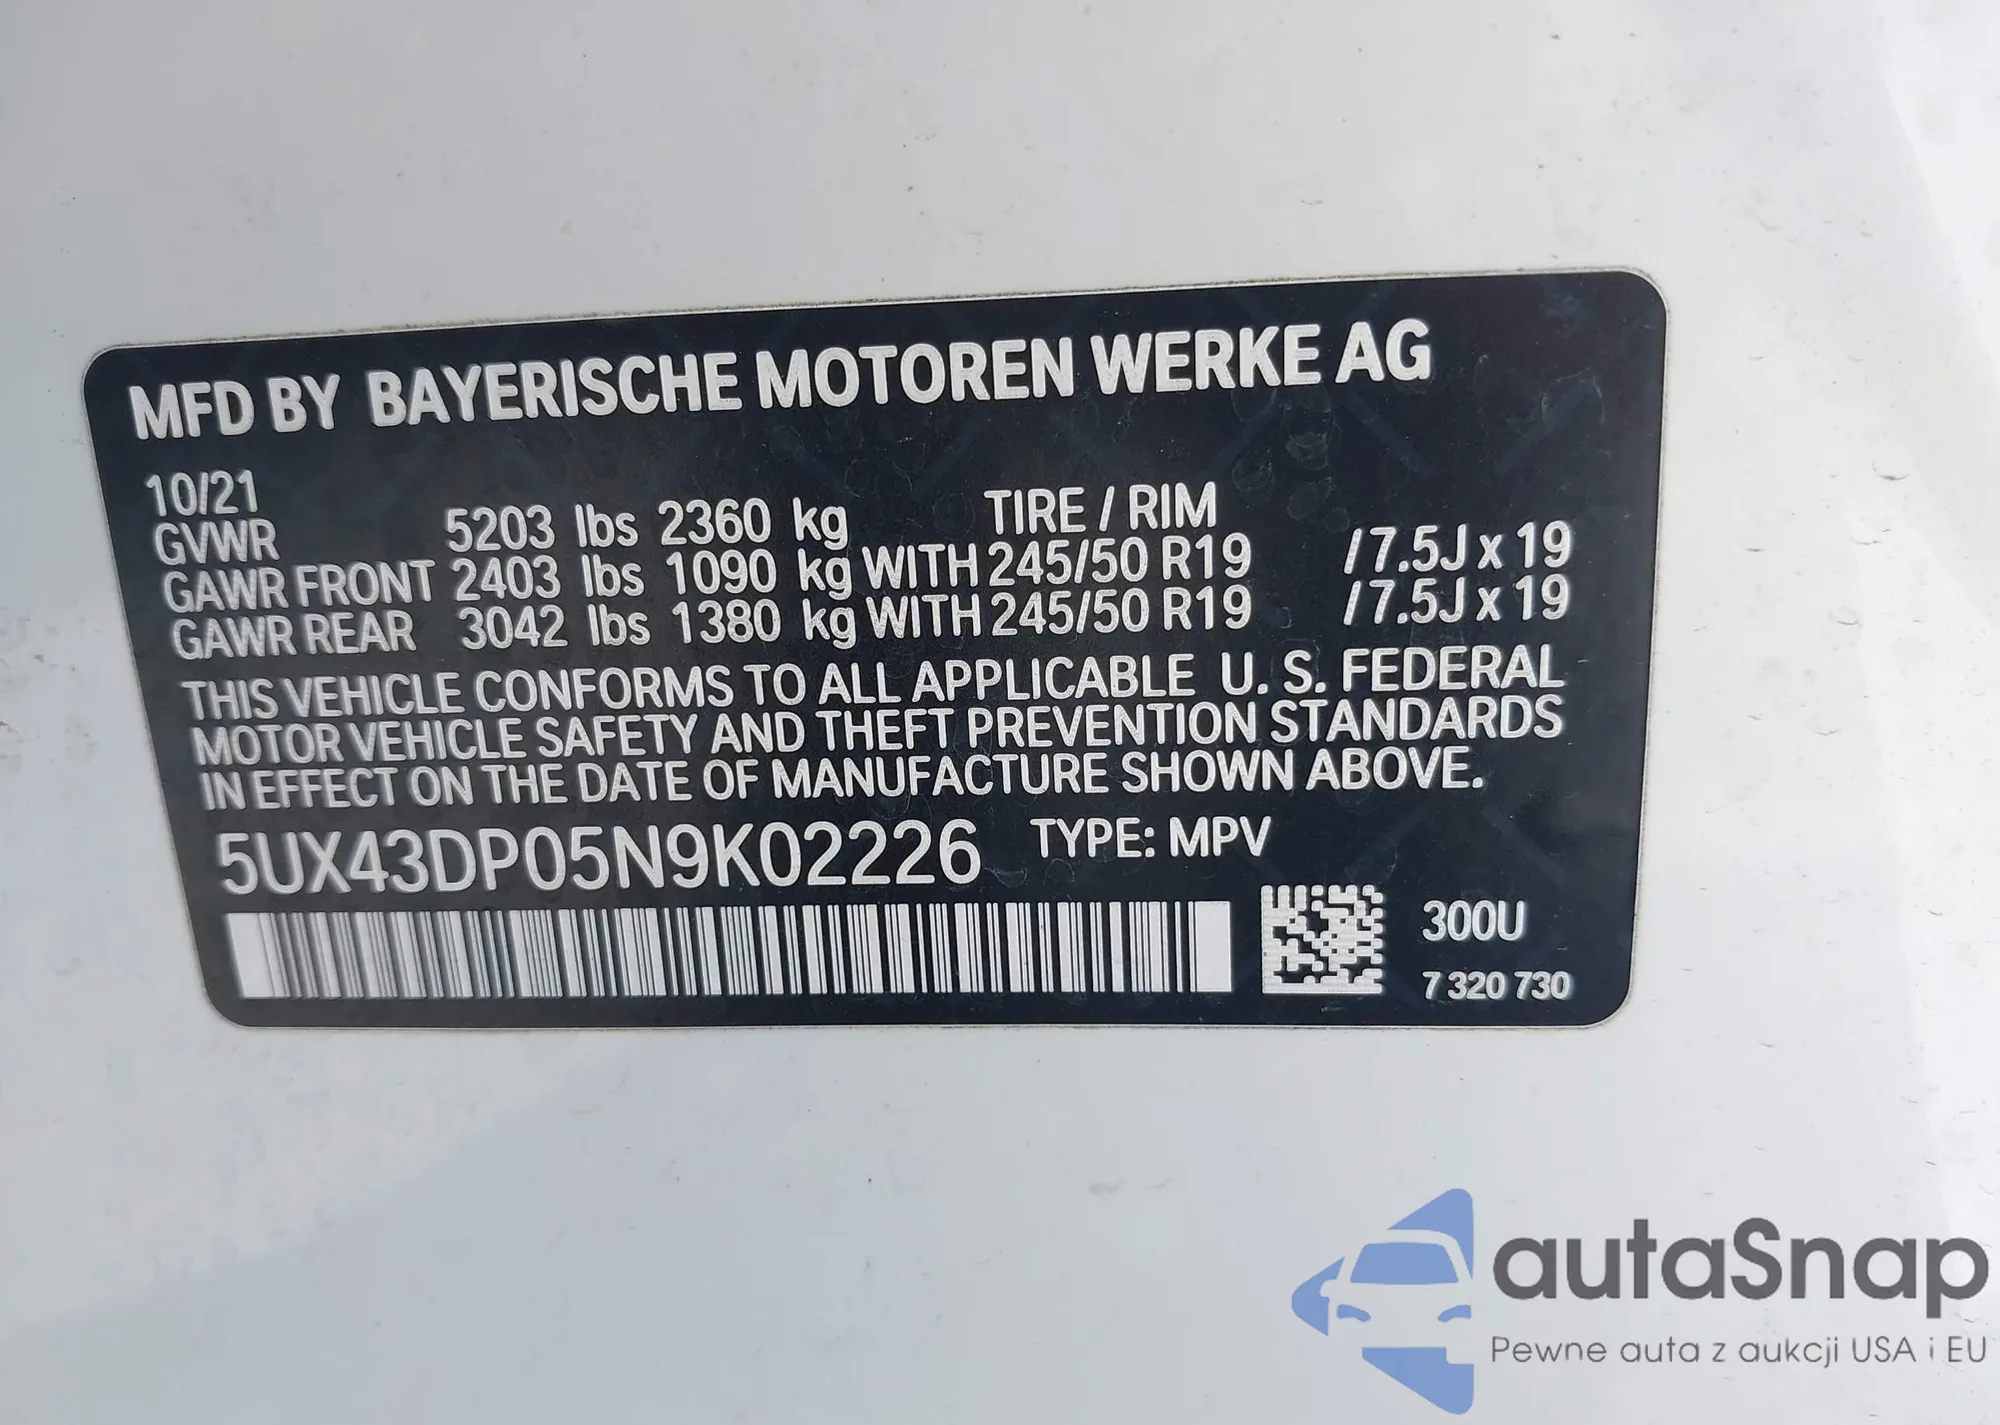 MFD BY BAYERISCHE MOTOREN WERKE AG
10/21
GVWR 5203 lbs 2360 kg TIRE / RIM
GAWR FRONT 2403 lbs 1090 kg WITH 245/50 R19 / 7.5J x 19
GAWR REAR 3042 lbs 1380 kg WITH 245/50 R19 / 7.5J x 19
THIS VEHICLE CONFORMS TO ALL APPLICABLE U. S. FEDERAL
MOTOR VEHICLE SAFETY AND THEFT PREVENTION STANDARDS
IN EFFECT ON THE DATE OF MANUFACTURE SHOWN ABOVE.
5UX43DP05N9K02226 TYPE: MPV
300U
7 320 730
autaSnap
Pewne auta z aukcji USA i EU